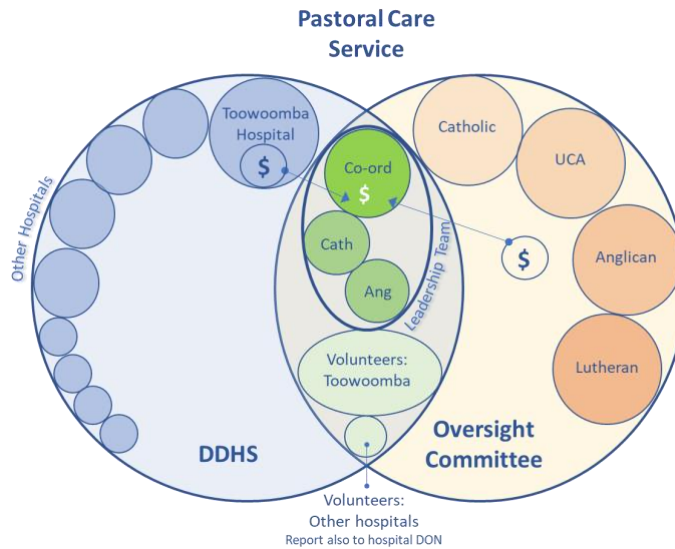 Pastoral Care
Service
Toowoomba
Hospital
$
Other Hospitals
Co-ord
$
Cath
Ang
Leadership Team
Catholic
UCA
$
Anglican
Lutheran
Volunteers:
Toowoomba
DDHS
Oversight
Committee
Volunteers:
Other hospitals
Report also to hospital DON